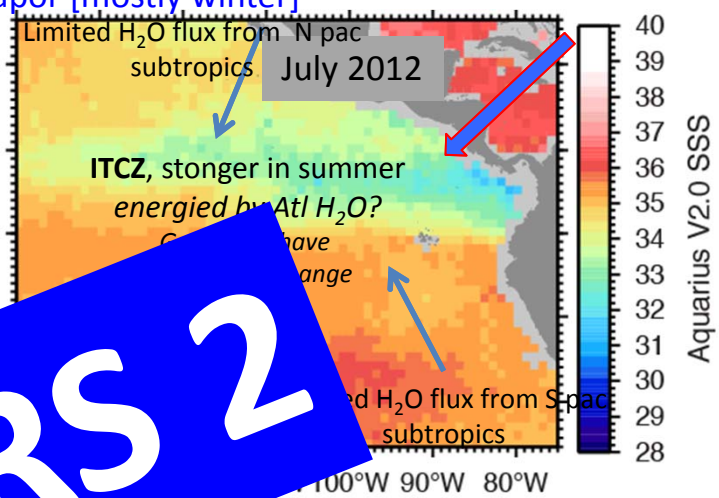 [mostly winter]
Limited H₂O flux from N pac
subtropics
July 2012
ITCZ, stonger in summer
energied by Atl H₂O?
have
ange
H₂O flux from S pac
subtropics
RS 2
100°W 90°W 80°W
40
39
38
37
36
35
34
33
32
31
30
29
28
Aquarius V2.0 SSS